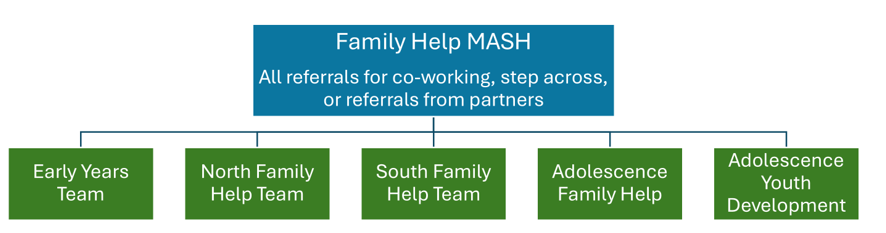 Family Help MASH
All referrals for co-working, step across,
or referrals from partners
Early Years
Team
North Family
Help Team
South Family
Help Team
Adolescence
Family Help
Adolescence
Youth
Development